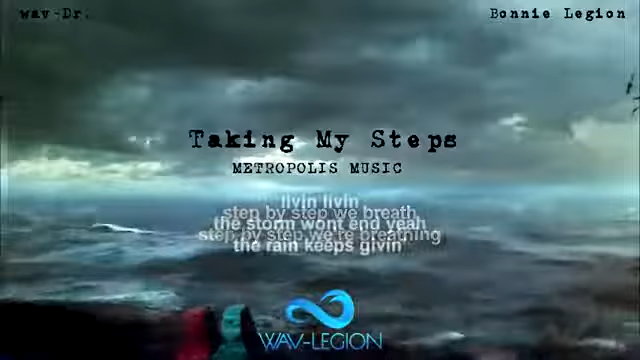 wav-Dr.
Bonnie Legion
Taking My Steps
METROPOLIS MUSIC
livin livin
step by step we breath
the storm wont end yeah
step by step we're breathing
the rain keeps givin
WAV-LEGION